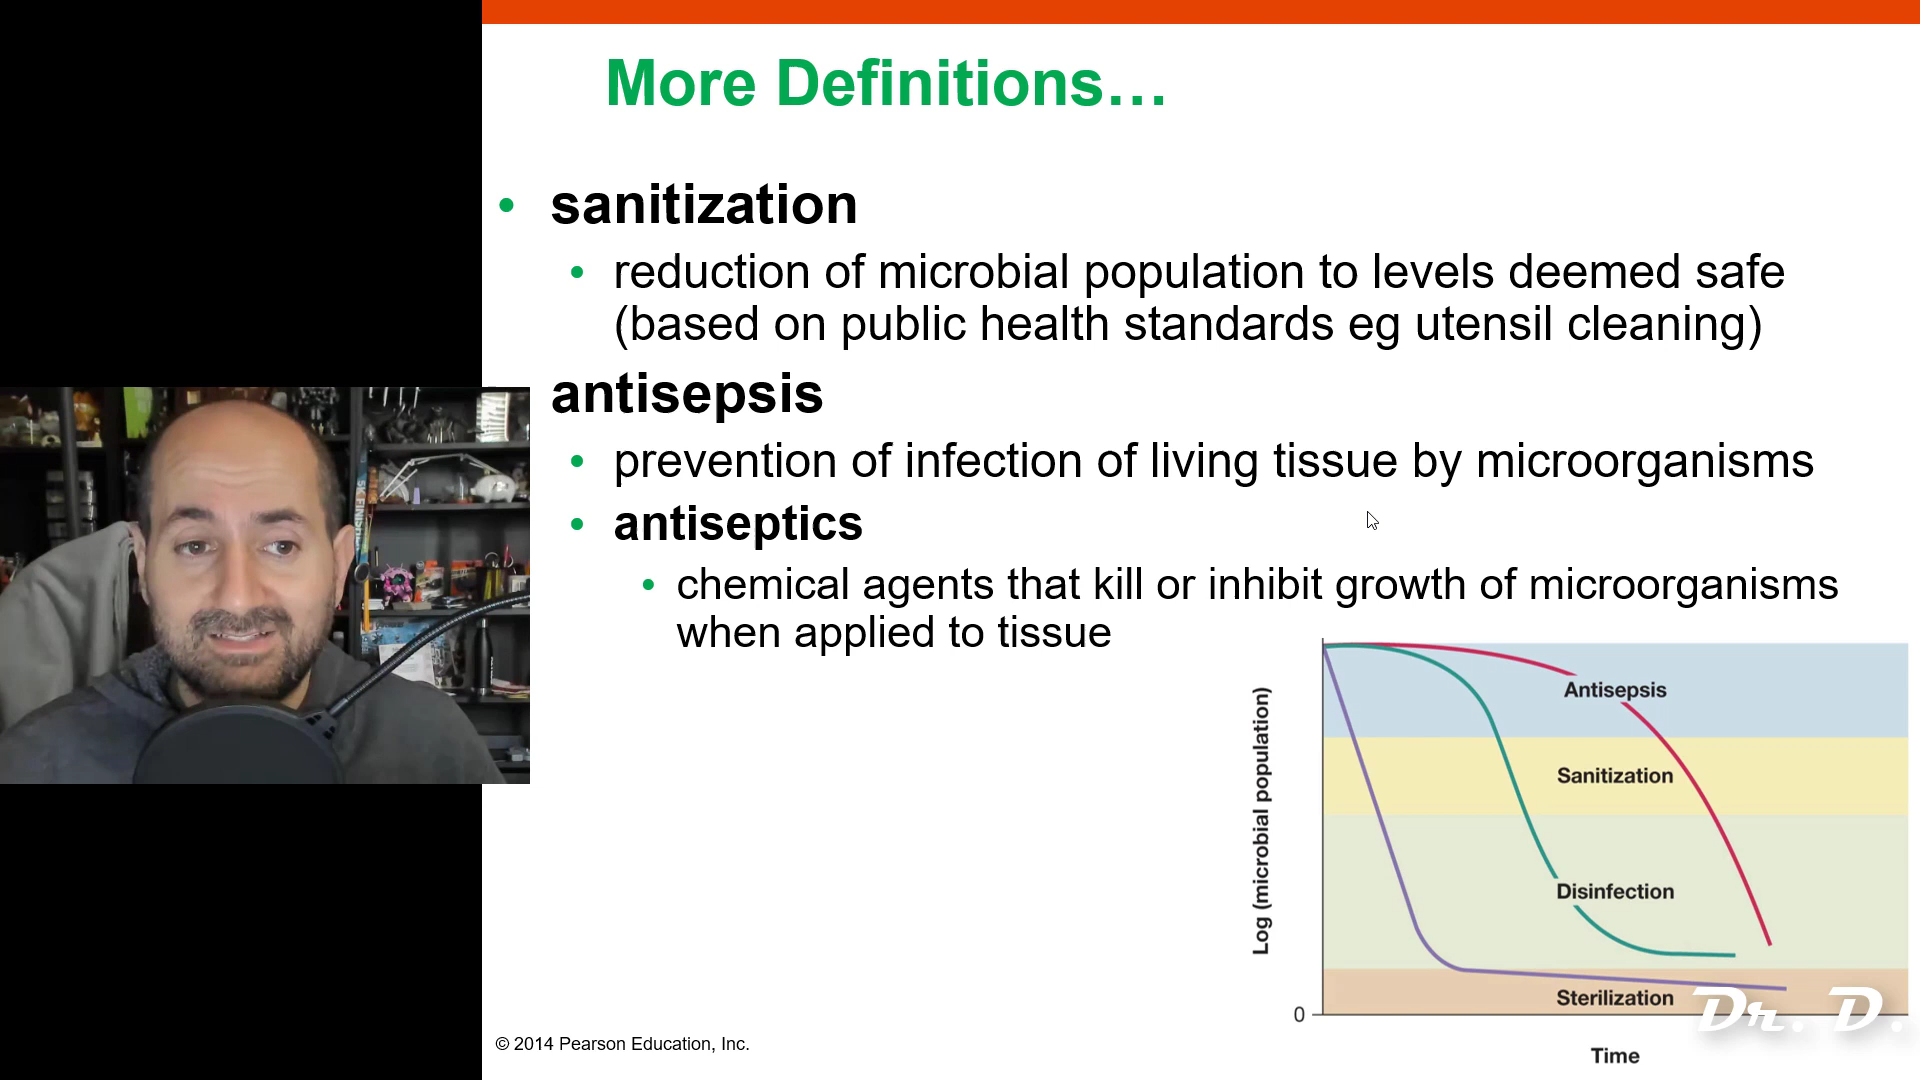 More Definitions…
• sanitization
• reduction of microbial population to levels deemed safe
(based on public health standards eg utensil cleaning)
antisepsis
• prevention of infection of living tissue by microorganisms
• antiseptics
• chemical agents that kill or inhibit growth of microorganisms
when applied to tissue
Log (microbial population)
Antisepsis
Sanitization
Disinfection
Sterilization
0
Time
Dr. D.
© 2014 Pearson Education, Inc.